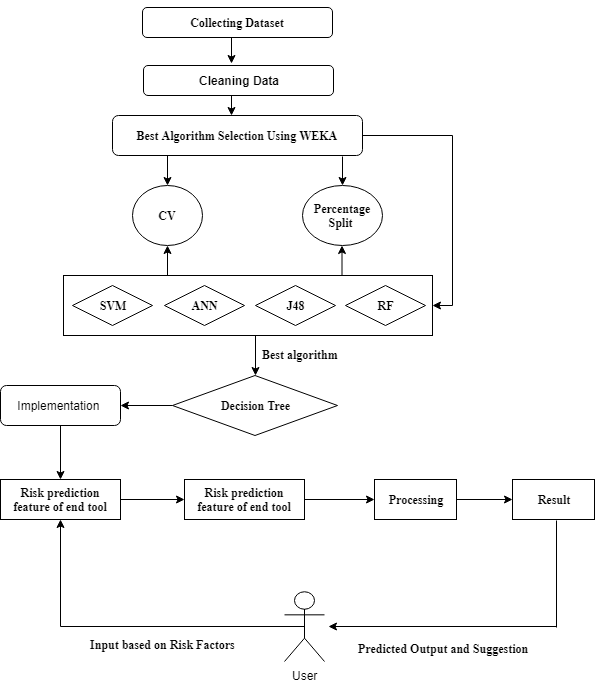 Collecting Dataset
Cleaning Data
Best Algorithm Selection Using WEKA
CV
Percentage
Split
SVM
ANN
J48
RF
Best algorithm
Decision Tree
Implementation
Risk prediction
feature of end tool
Risk prediction
feature of end tool
Processing
Result
Input based on Risk Factors
Predicted Output and Suggestion
User